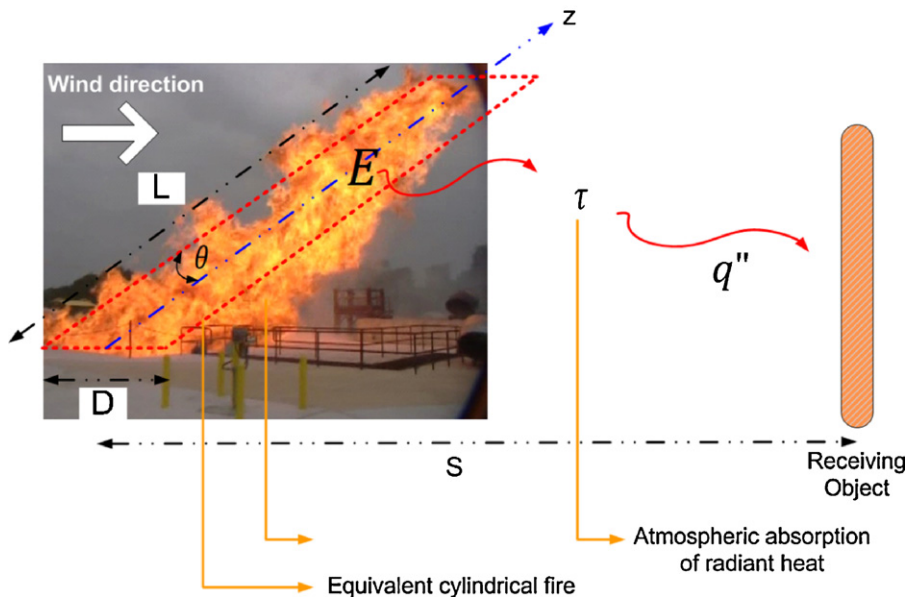 z
Wind direction
L
E
θ
τ
q"
D
S
Receiving
Object
Atmospheric absorption
of radiant heat
Equivalent cylindrical fire